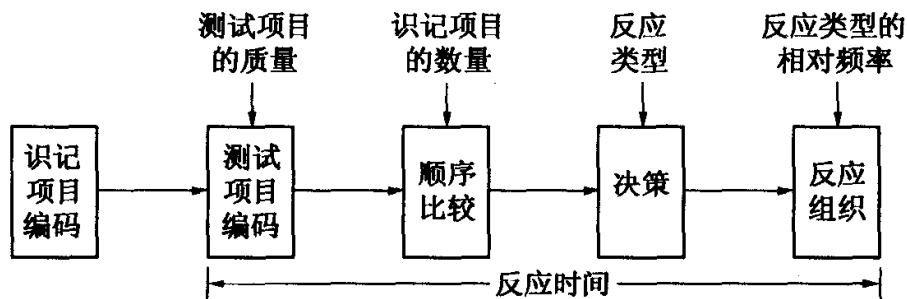 测试项目
的质量
识记项目
的数量
反应
类型
反应类型的
相对频率
识记
项目
编码
测试
项目
编码
顺序
比较
决策
反应
组织
反应时间